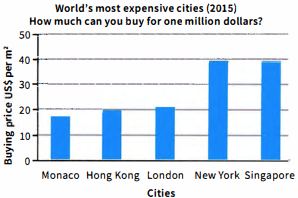 World's most expensive cities (2015)
How much can you buy for one million dollars?
Buying price US$ per m²
50
40
30
20
10
0
Monaco Hong Kong London New York Singapore
Cities